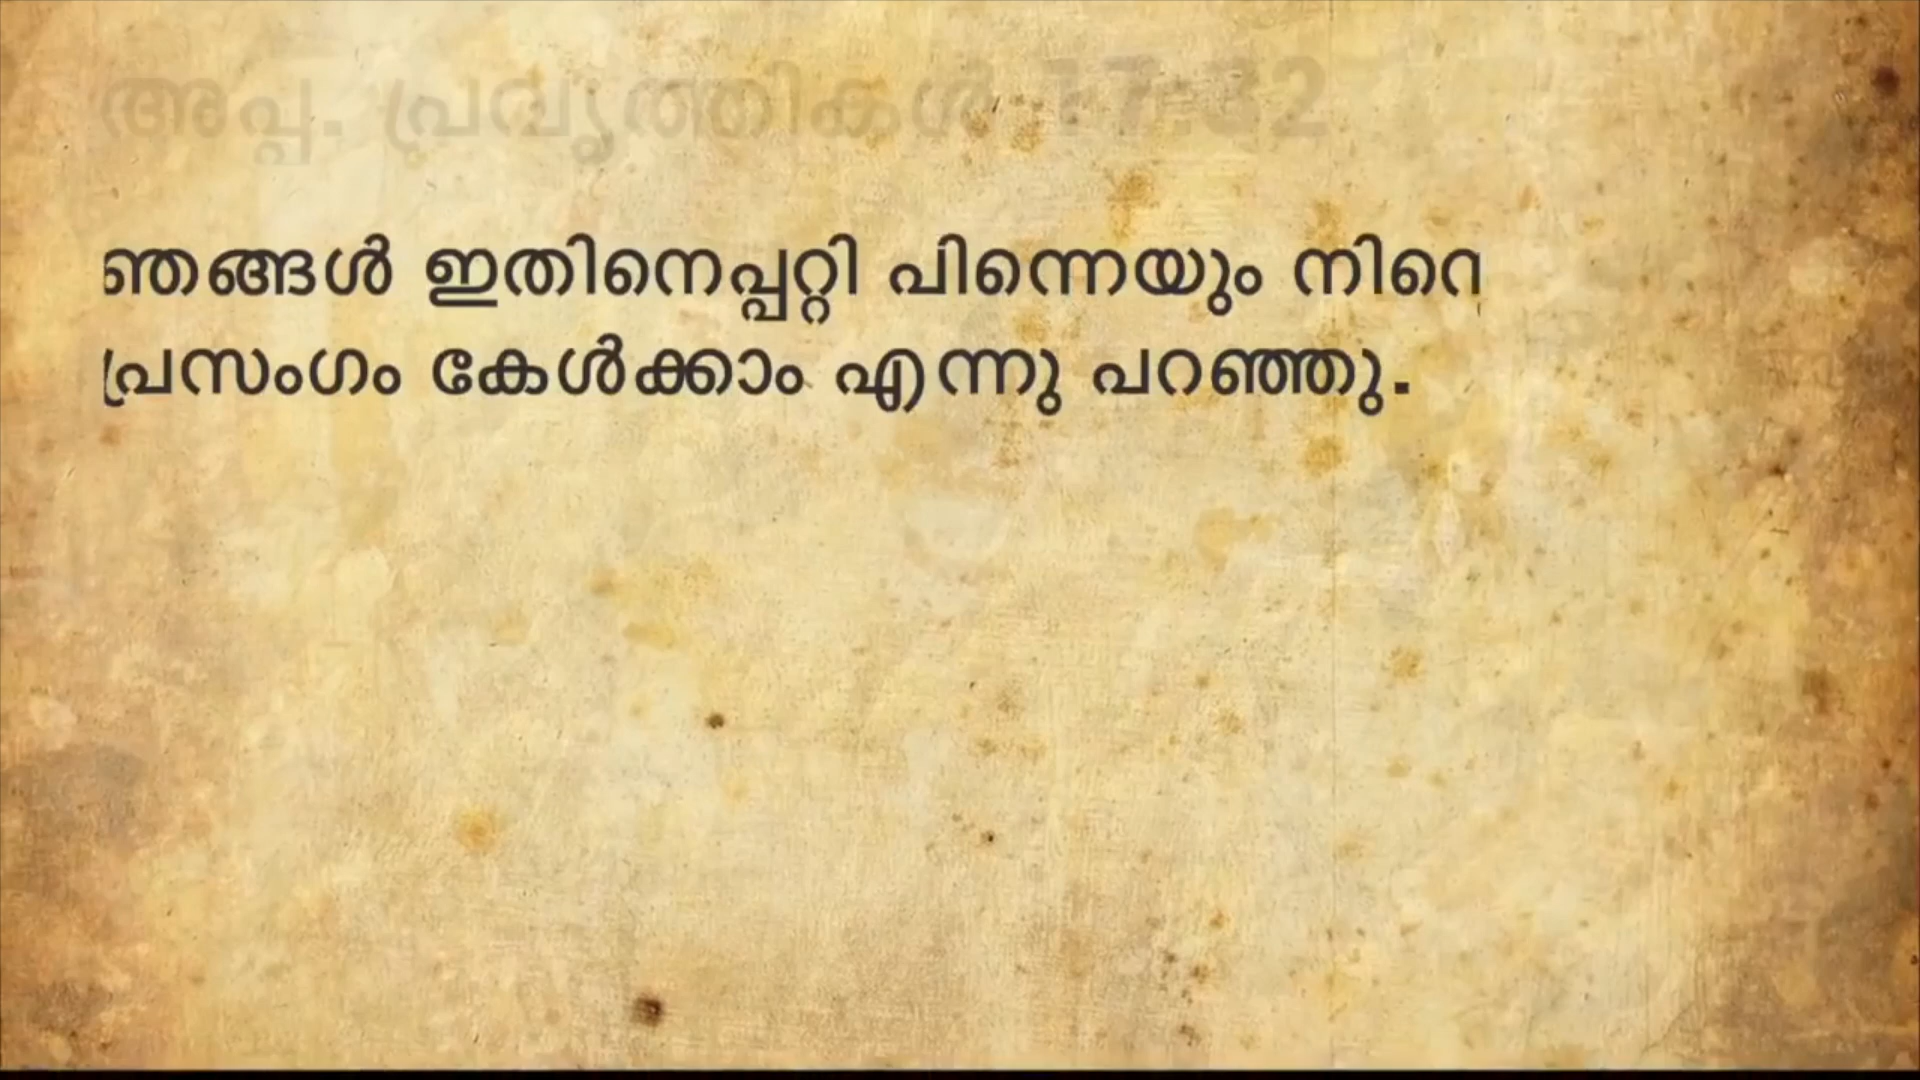 അപ്പ. പ്രവൃത്തികൾ 17:32
ഞങ്ങൾ ഇതിനെപ്പറ്റി പിന്നെയും
പ്രസംഗം കേൾക്കാം എന്നു പറഞ്ഞു.